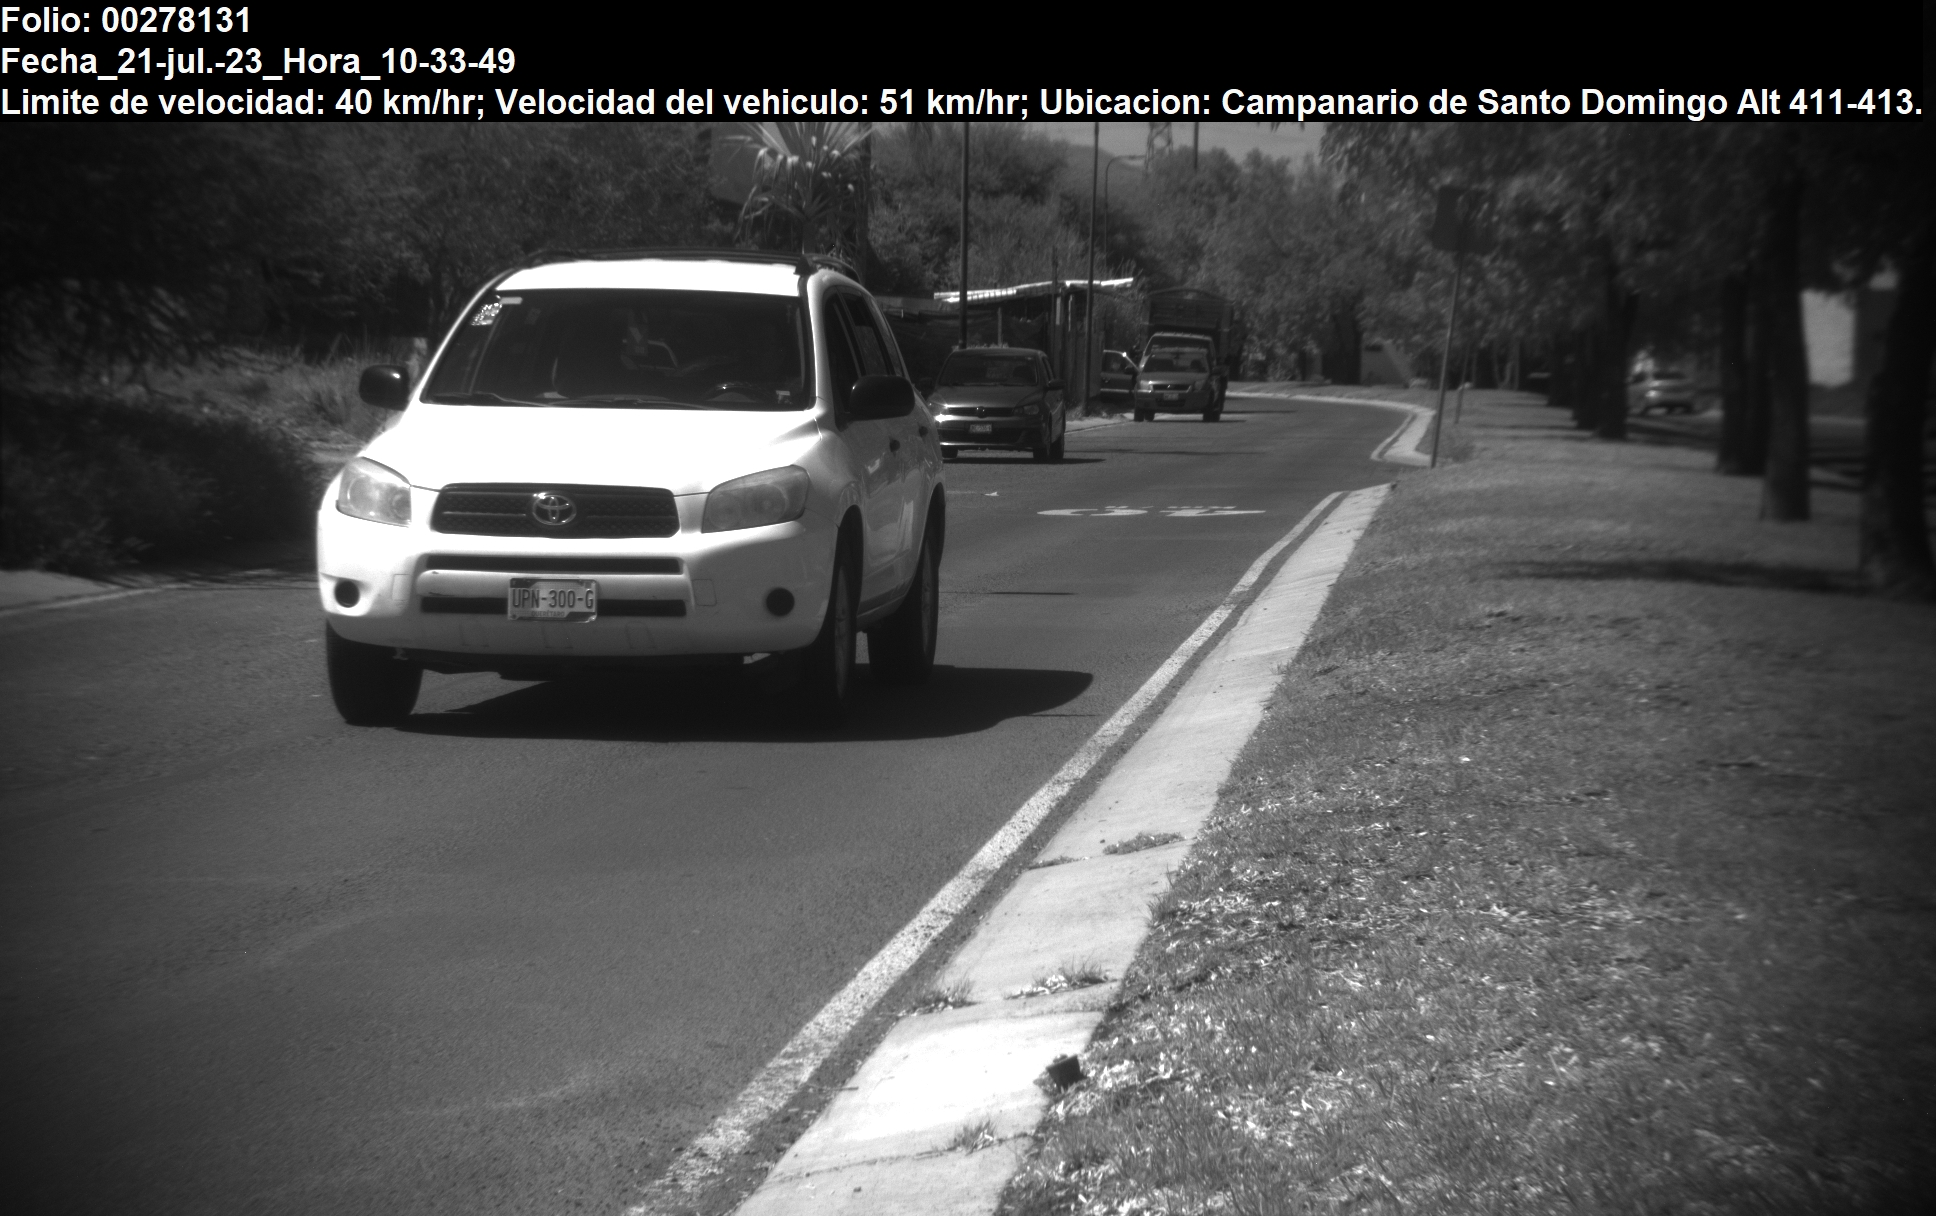 Folio: 00278131
Fecha_21-jul.-23_Hora_10-33-49
Limite de velocidad: 40 km/hr; Velocidad del vehiculo: 51 km/hr; Ubicacion: Campanario de Santo Domingo Alt 411-413.
UPN-300-G